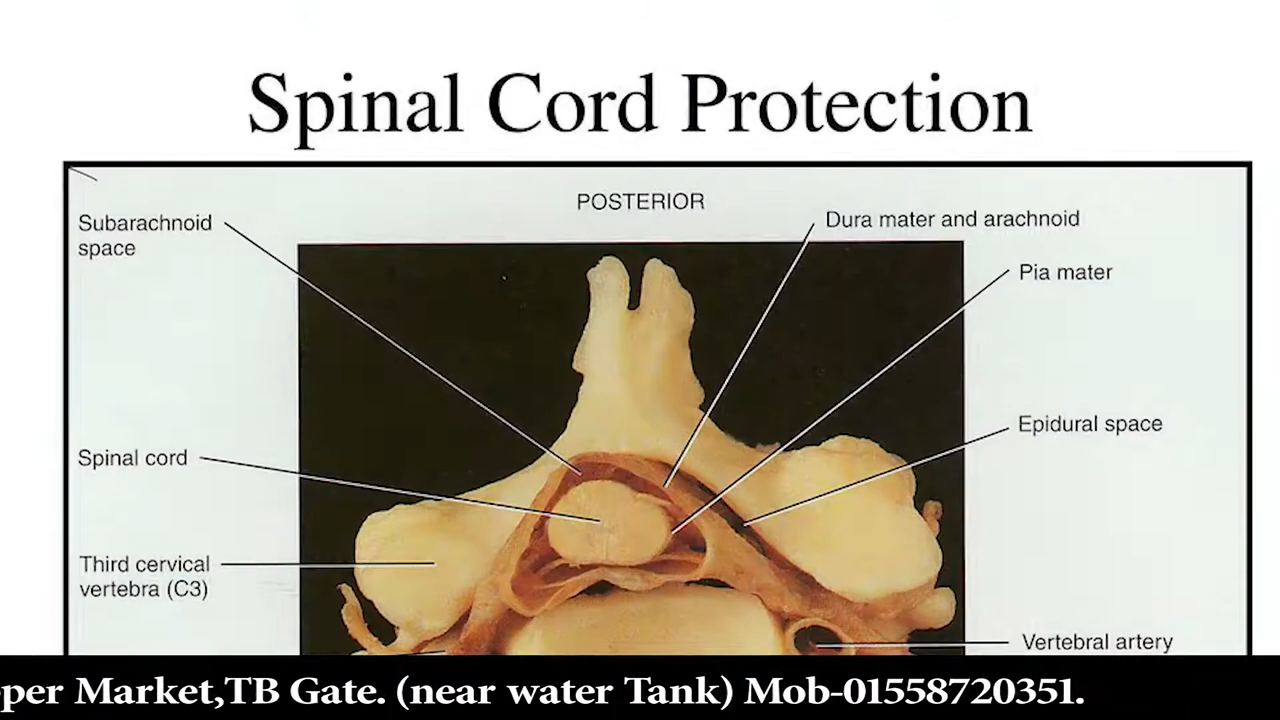 Spinal Cord Protection
POSTERIOR
Subarachnoid
space
Dura mater and arachnoid
Pia mater
Epidural space
Spinal cord
Third cervical
vertebra (C3)
Vertebral artery
Market,TB Gate. (near water Tank) Mob-01558720351.